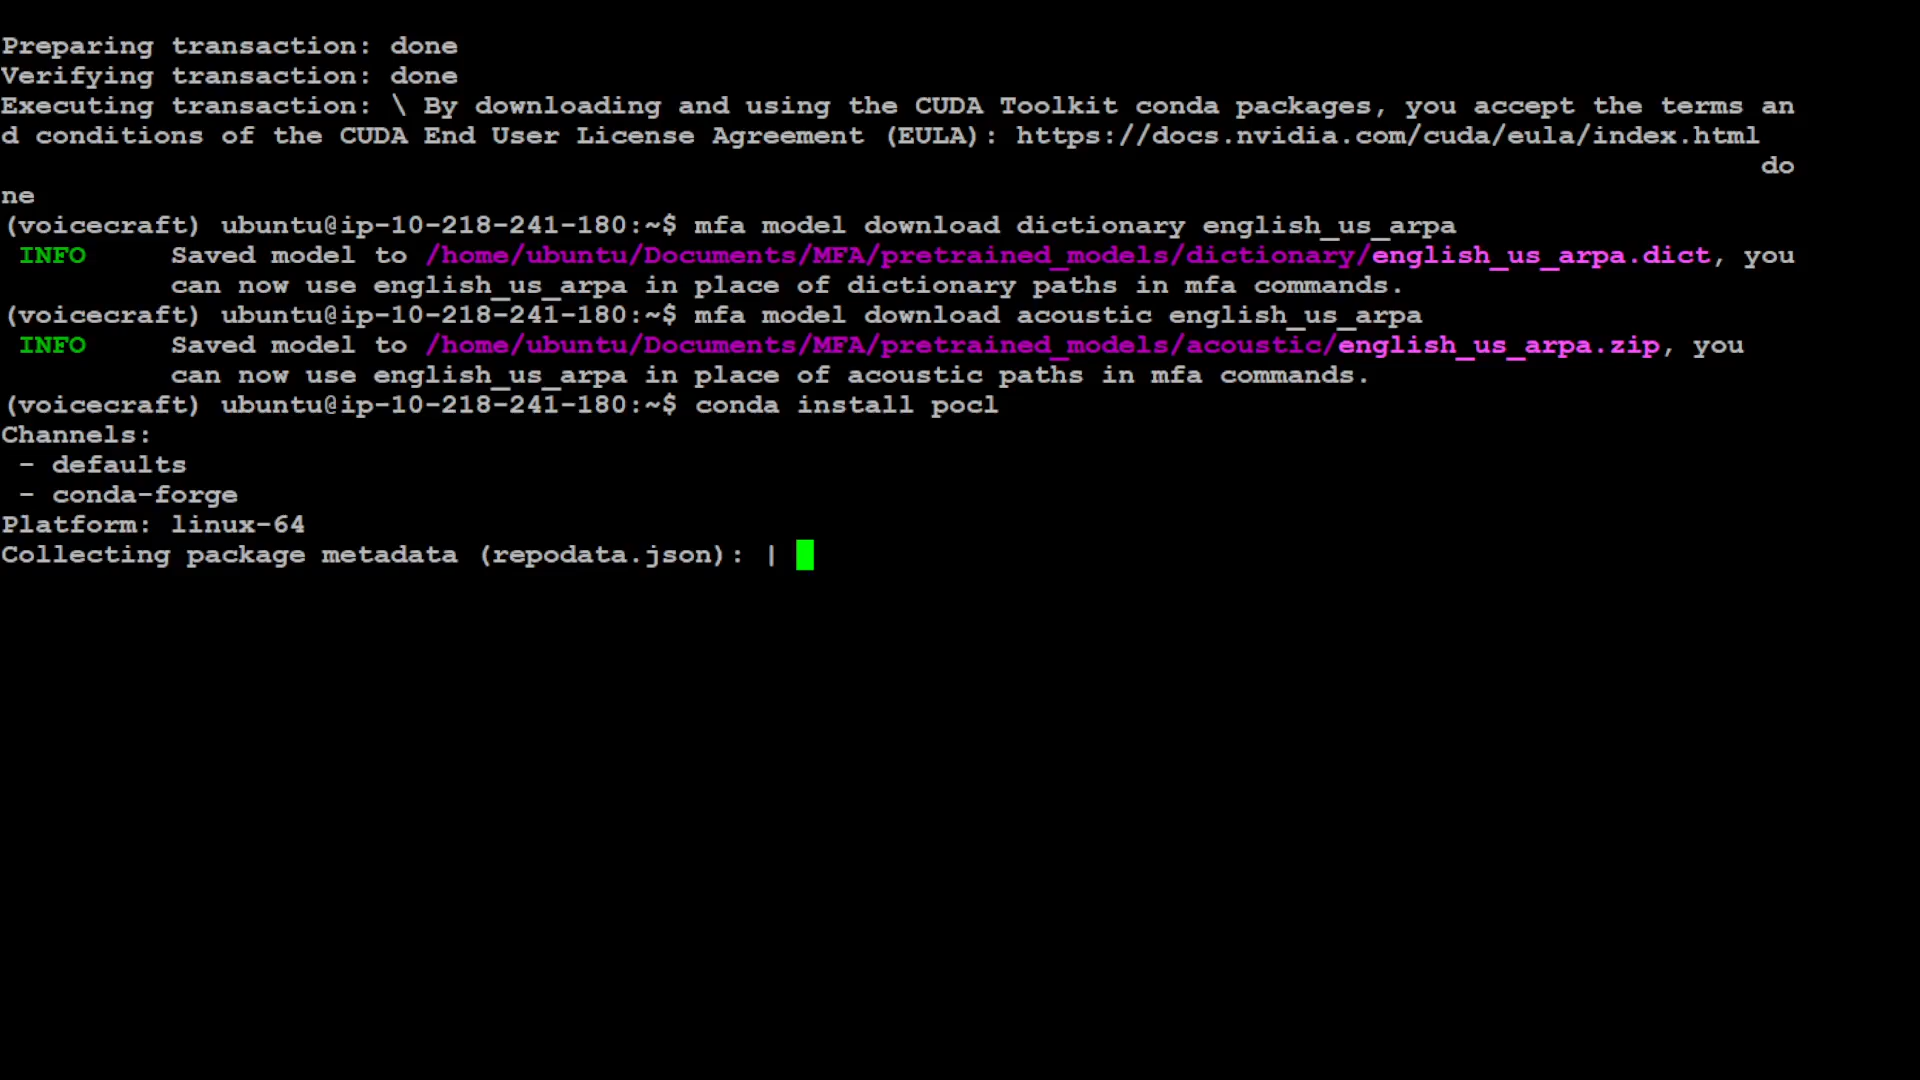 Preparing transaction: done
Verifying transaction: done
Executing transaction: \ By downloading and using the CUDA Toolkit conda packages, you accept the terms an
d conditions of the CUDA End User License Agreement (EULA): https://docs.nvidia.com/cuda/eula/index.html
do
ne
(voicecraft) ubuntu@ip-10-218-241-180:~$ mfa model download dictionary english_us_arpa
INFO     Saved model to /home/ubuntu/Documents/MFA/pretrained_models/dictionary/english_us_arpa.dict, you
can now use english_us_arpa in place of dictionary paths in mfa commands.
(voicecraft) ubuntu@ip-10-218-241-180:~$ mfa model download acoustic english_us_arpa
INFO     Saved model to /home/ubuntu/Documents/MFA/pretrained_models/acoustic/english_us_arpa.zip, you
can now use english_us_arpa in place of acoustic paths in mfa commands.
(voicecraft) ubuntu@ip-10-218-241-180:~$ conda install pocl
Channels:
- defaults
- conda-forge
Platform: linux-64
Collecting package metadata (repodata.json): |